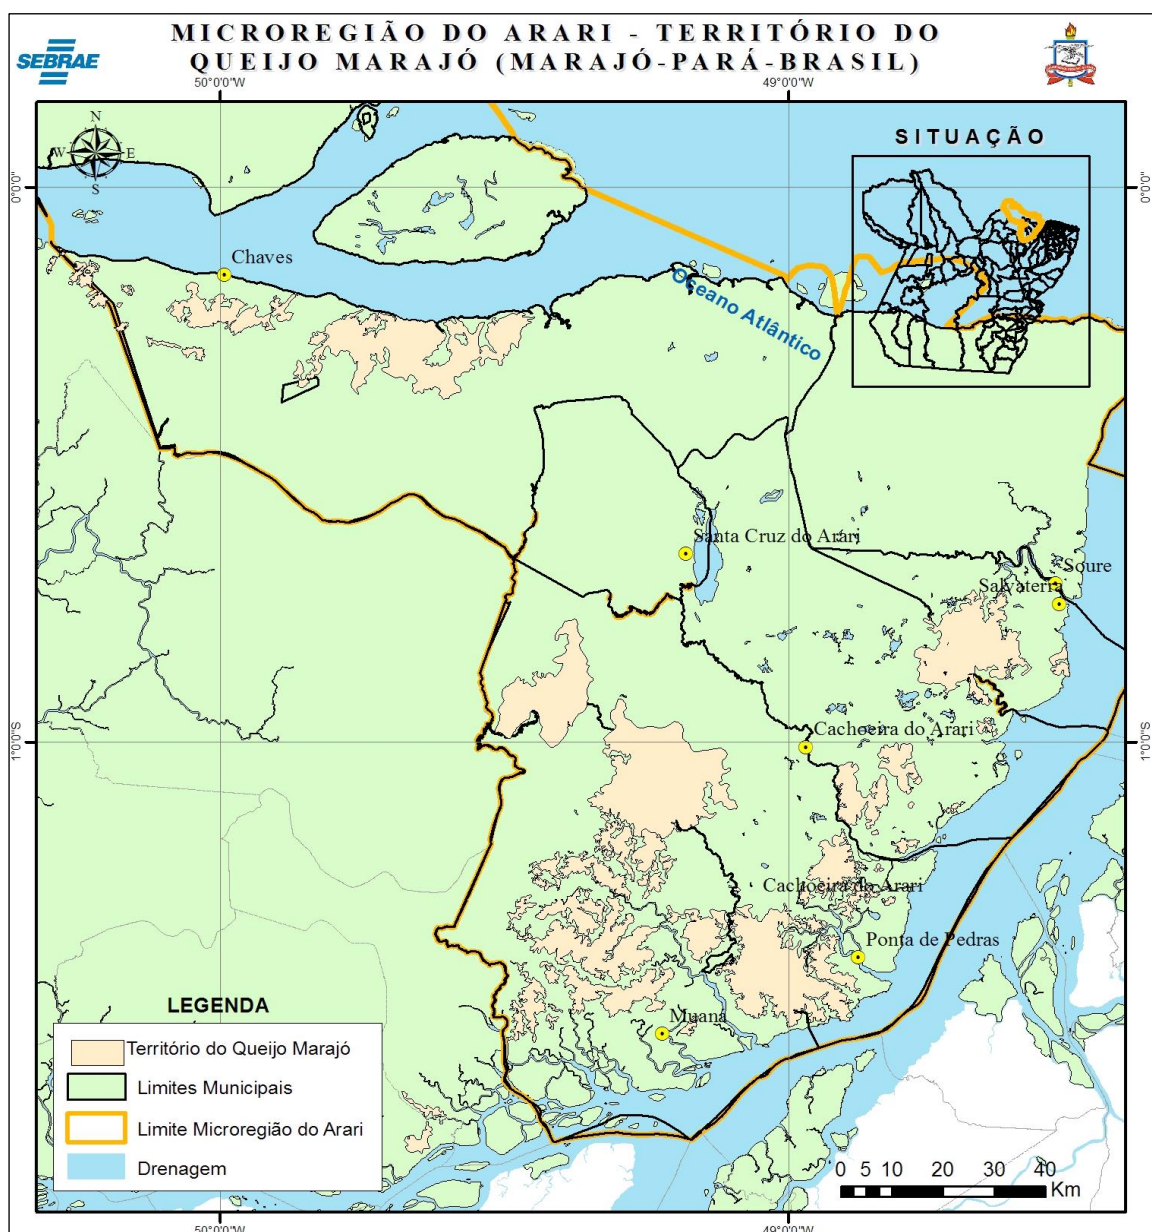 MICROREGIÃO DO ARARI - TERRITÓRIO DO
QUEIJO MARAJÓ (MARAJÓ-PARÁ-BRASIL)
SEBRAE
50°0'0"W
49°0'0"W
N
W
E
S
SITUAÇÃO
0°0'0"
0°0'0"
Chaves
Oceano Atlântico
Santa Cruz do Arari
Soure
Salvaterra
Cachoeira do Arari
1°0'0"S
1°0'0"S
Cachoeira do Arari
Ponta de Pedras
Muaná
LEGENDA
Território do Queijo Marajó
Limites Municipais
Limite Microregião do Arari
Drenagem
0 5 10 20 30 40
Km
50°0'0"W
49°0'0"W